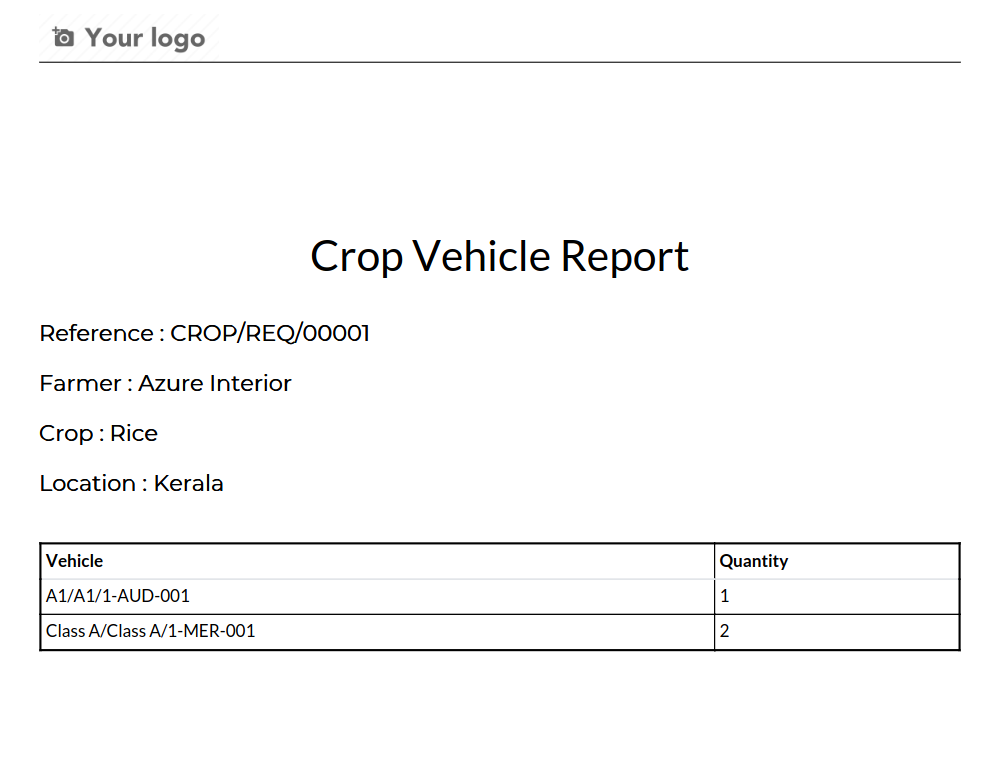 Your logo
Crop Vehicle Report
Reference : CROP/REQ/00001
Farmer : Azure Interior
Crop : Rice
Location : Kerala
Vehicle Quantity
A1/A1/1-AUD-001 1
Class A/Class A/1-MER-001 2